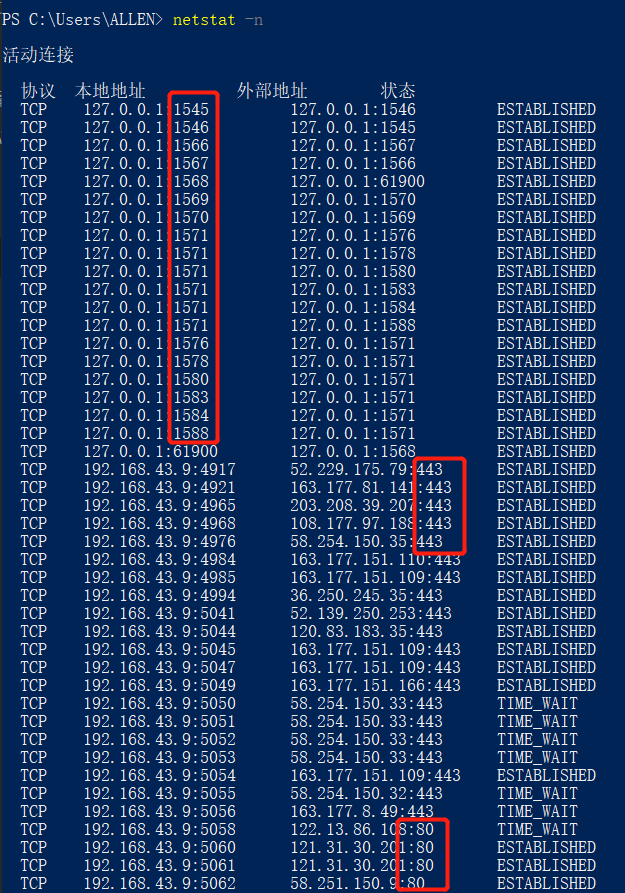 PS C:\Users\ALLEN> netstat -n
活动连接
协议 本地地址 外部地址 状态
TCP 127.0.0.1:1545 127.0.0.1:1546 ESTABLISHED
TCP 127.0.0.1:1546 127.0.0.1:1545 ESTABLISHED
TCP 127.0.0.1:1566 127.0.0.1:1567 ESTABLISHED
TCP 127.0.0.1:1567 127.0.0.1:1566 ESTABLISHED
TCP 127.0.0.1:1568 127.0.0.1:61900 ESTABLISHED
TCP 127.0.0.1:1569 127.0.0.1:1570 ESTABLISHED
TCP 127.0.0.1:1570 127.0.0.1:1569 ESTABLISHED
TCP 127.0.0.1:1571 127.0.0.1:1576 ESTABLISHED
TCP 127.0.0.1:1571 127.0.0.1:1578 ESTABLISHED
TCP 127.0.0.1:1571 127.0.0.1:1580 ESTABLISHED
TCP 127.0.0.1:1571 127.0.0.1:1583 ESTABLISHED
TCP 127.0.0.1:1571 127.0.0.1:1584 ESTABLISHED
TCP 127.0.0.1:1571 127.0.0.1:1588 ESTABLISHED
TCP 127.0.0.1:1576 127.0.0.1:1571 ESTABLISHED
TCP 127.0.0.1:1578 127.0.0.1:1571 ESTABLISHED
TCP 127.0.0.1:1580 127.0.0.1:1571 ESTABLISHED
TCP 127.0.0.1:1583 127.0.0.1:1571 ESTABLISHED
TCP 127.0.0.1:1584 127.0.0.1:1571 ESTABLISHED
TCP 127.0.0.1:1588 127.0.0.1:1571 ESTABLISHED
TCP 127.0.0.1:61900 127.0.0.1:1568 ESTABLISHED
TCP 192.168.43.9:4917 52.229.175.79:443 ESTABLISHED
TCP 192.168.43.9:4921 163.177.81.141:443 ESTABLISHED
TCP 192.168.43.9:4965 203.208.39.207:443 ESTABLISHED
TCP 192.168.43.9:4968 108.177.97.188:443 ESTABLISHED
TCP 192.168.43.9:4976 58.254.150.35:443 ESTABLISHED
TCP 192.168.43.9:4984 163.177.151.110:443 ESTABLISHED
TCP 192.168.43.9:4985 163.177.151.109:443 ESTABLISHED
TCP 192.168.43.9:4994 36.250.245.35:443 ESTABLISHED
TCP 192.168.43.9:5041 52.139.250.253:443 ESTABLISHED
TCP 192.168.43.9:5044 120.83.183.35:443 ESTABLISHED
TCP 192.168.43.9:5045 163.177.151.109:443 ESTABLISHED
TCP 192.168.43.9:5047 163.177.151.109:443 ESTABLISHED
TCP 192.168.43.9:5049 163.177.151.166:443 ESTABLISHED
TCP 192.168.43.9:5050 58.254.150.33:443 TIME_WAIT
TCP 192.168.43.9:5051 58.254.150.33:443 TIME_WAIT
TCP 192.168.43.9:5052 58.254.150.33:443 TIME_WAIT
TCP 192.168.43.9:5053 58.254.150.33:443 TIME_WAIT
TCP 192.168.43.9:5054 163.177.151.109:443 ESTABLISHED
TCP 192.168.43.9:5055 58.254.150.32:443 TIME_WAIT
TCP 192.168.43.9:5056 163.177.8.49:443 TIME_WAIT
TCP 192.168.43.9:5058 122.13.86.108:80 TIME_WAIT
TCP 192.168.43.9:5060 121.31.30.201:80 ESTABLISHED
TCP 192.168.43.9:5061 121.31.30.201:80 ESTABLISHED
TCP 192.168.43.9:5062 58.251.150.9:80 ESTABLISHED